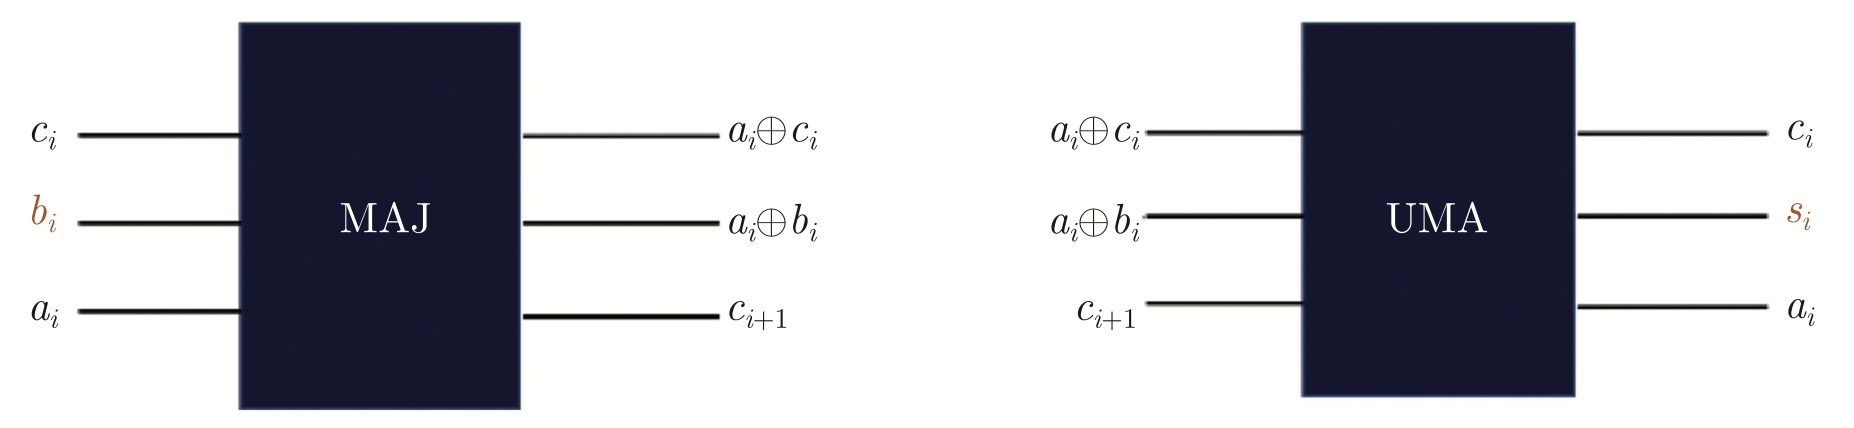 c_i
b_i
a_i
MAJ
a_i⊕c_i
a_i⊕b_i
c_{i+1}
a_i⊕c_i
a_i⊕b_i
c_{i+1}
UMA
c_i
s_i
a_i